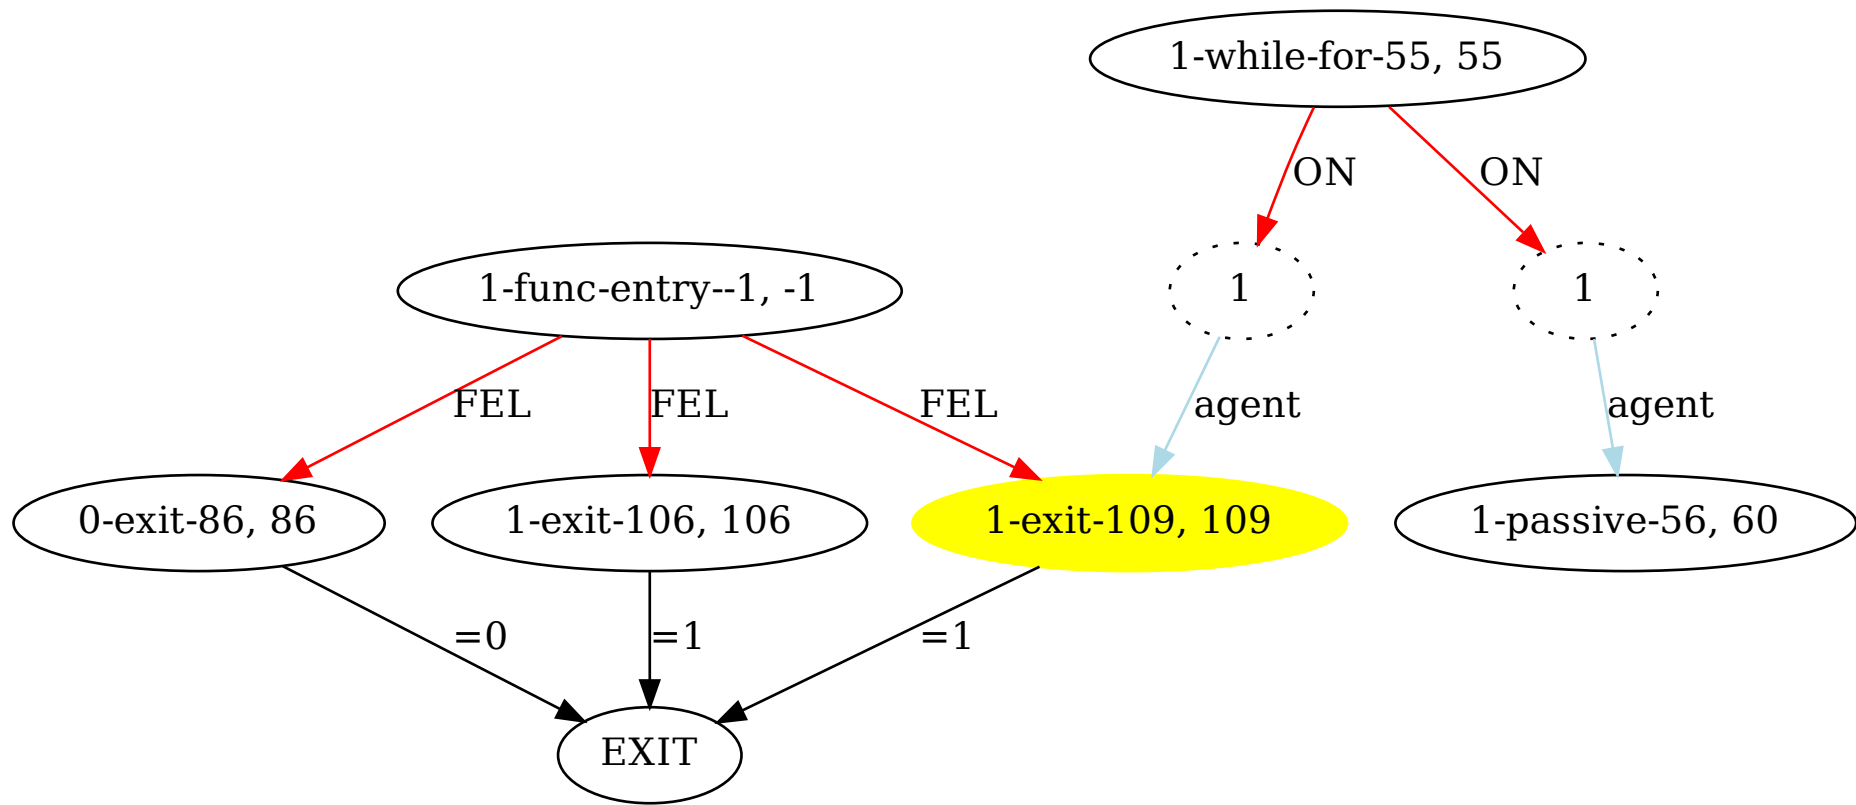 1-while-for-55, 55
ON
ON
1-func-entry--1, -1
1
1
FEL
FEL
FEL
agent
agent
0-exit-86, 86
1-exit-106, 106
1-exit-109, 109
1-passive-56, 60
=0
=1
=1
EXIT